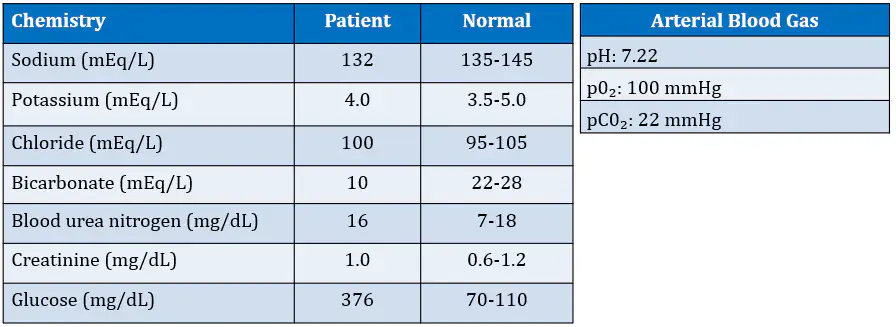 Chemistry Patient Normal
Sodium (mEq/L) 132 135-145
Potassium (mEq/L) 4.0 3.5-5.0
Chloride (mEq/L) 100 95-105
Bicarbonate (mEq/L) 10 22-28
Blood urea nitrogen (mg/dL) 16 7-18
Creatinine (mg/dL) 1.0 0.6-1.2
Glucose (mg/dL) 376 70-110
Arterial Blood Gas
pH: 7.22
p0₂: 100 mmHg
pC0₂: 22 mmHg